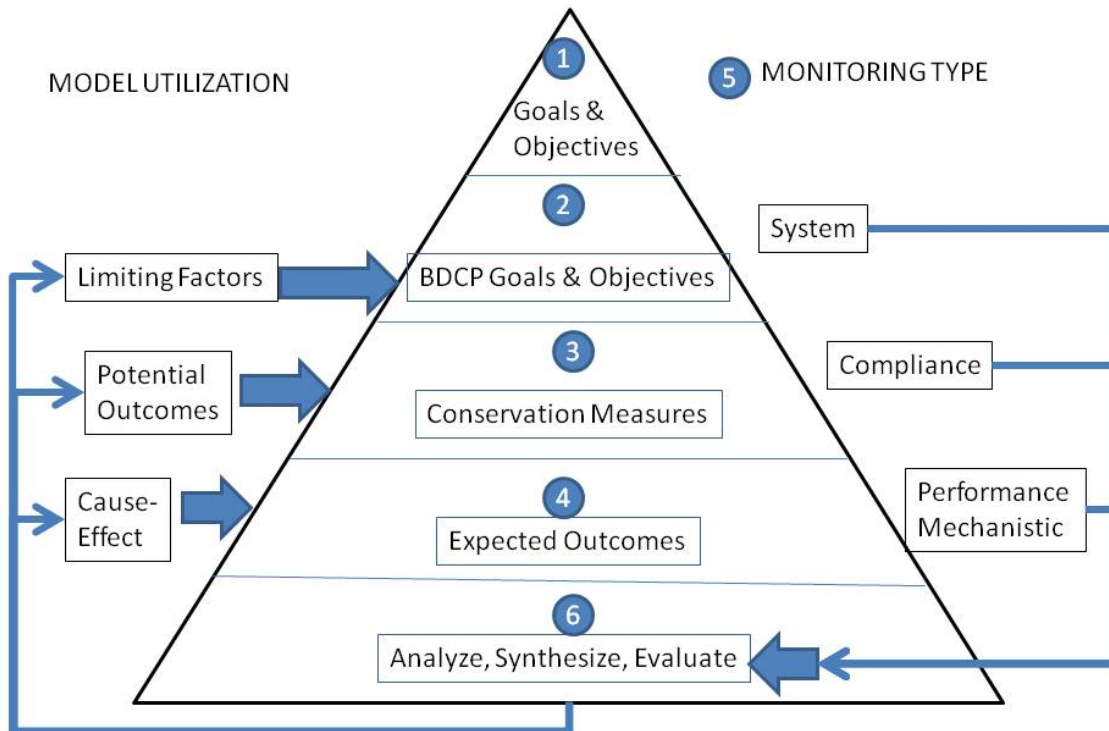 1
MODEL UTILIZATION
5 MONITORING TYPE
Goals &
Objectives
2
System
Limiting Factors
BDCP Goals & Objectives
3
Potential
Outcomes
Compliance
Conservation Measures
4
Cause-
Effect
Performance
Mechanistic
Expected Outcomes
6
Analyze, Synthesize, Evaluate